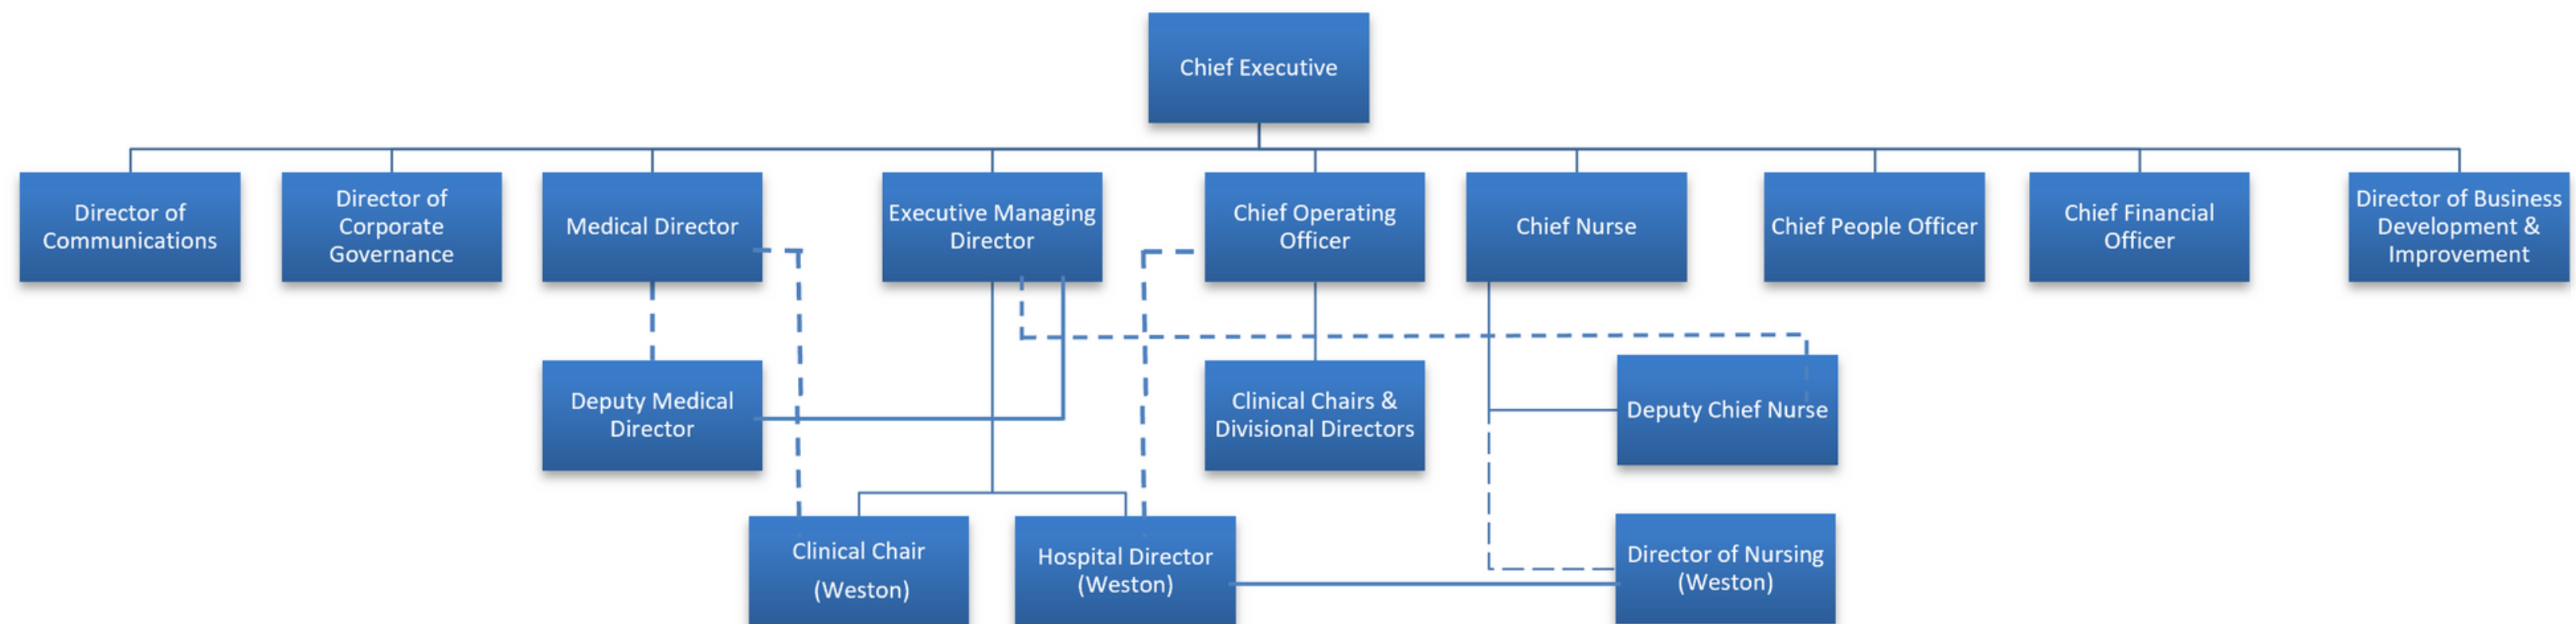 Chief Executive
Director of
Communications
Director of
Corporate
Governance
Medical Director
Executive Managing
Director
Chief Operating
Officer
Chief Nurse
Chief People Officer
Chief Financial
Officer
Director of Business
Development &
Improvement
Deputy Medical
Director
Clinical Chairs &
Divisional Directors
Deputy Chief Nurse
Clinical Chair
(Weston)
Hospital Director
(Weston)
Director of Nursing
(Weston)